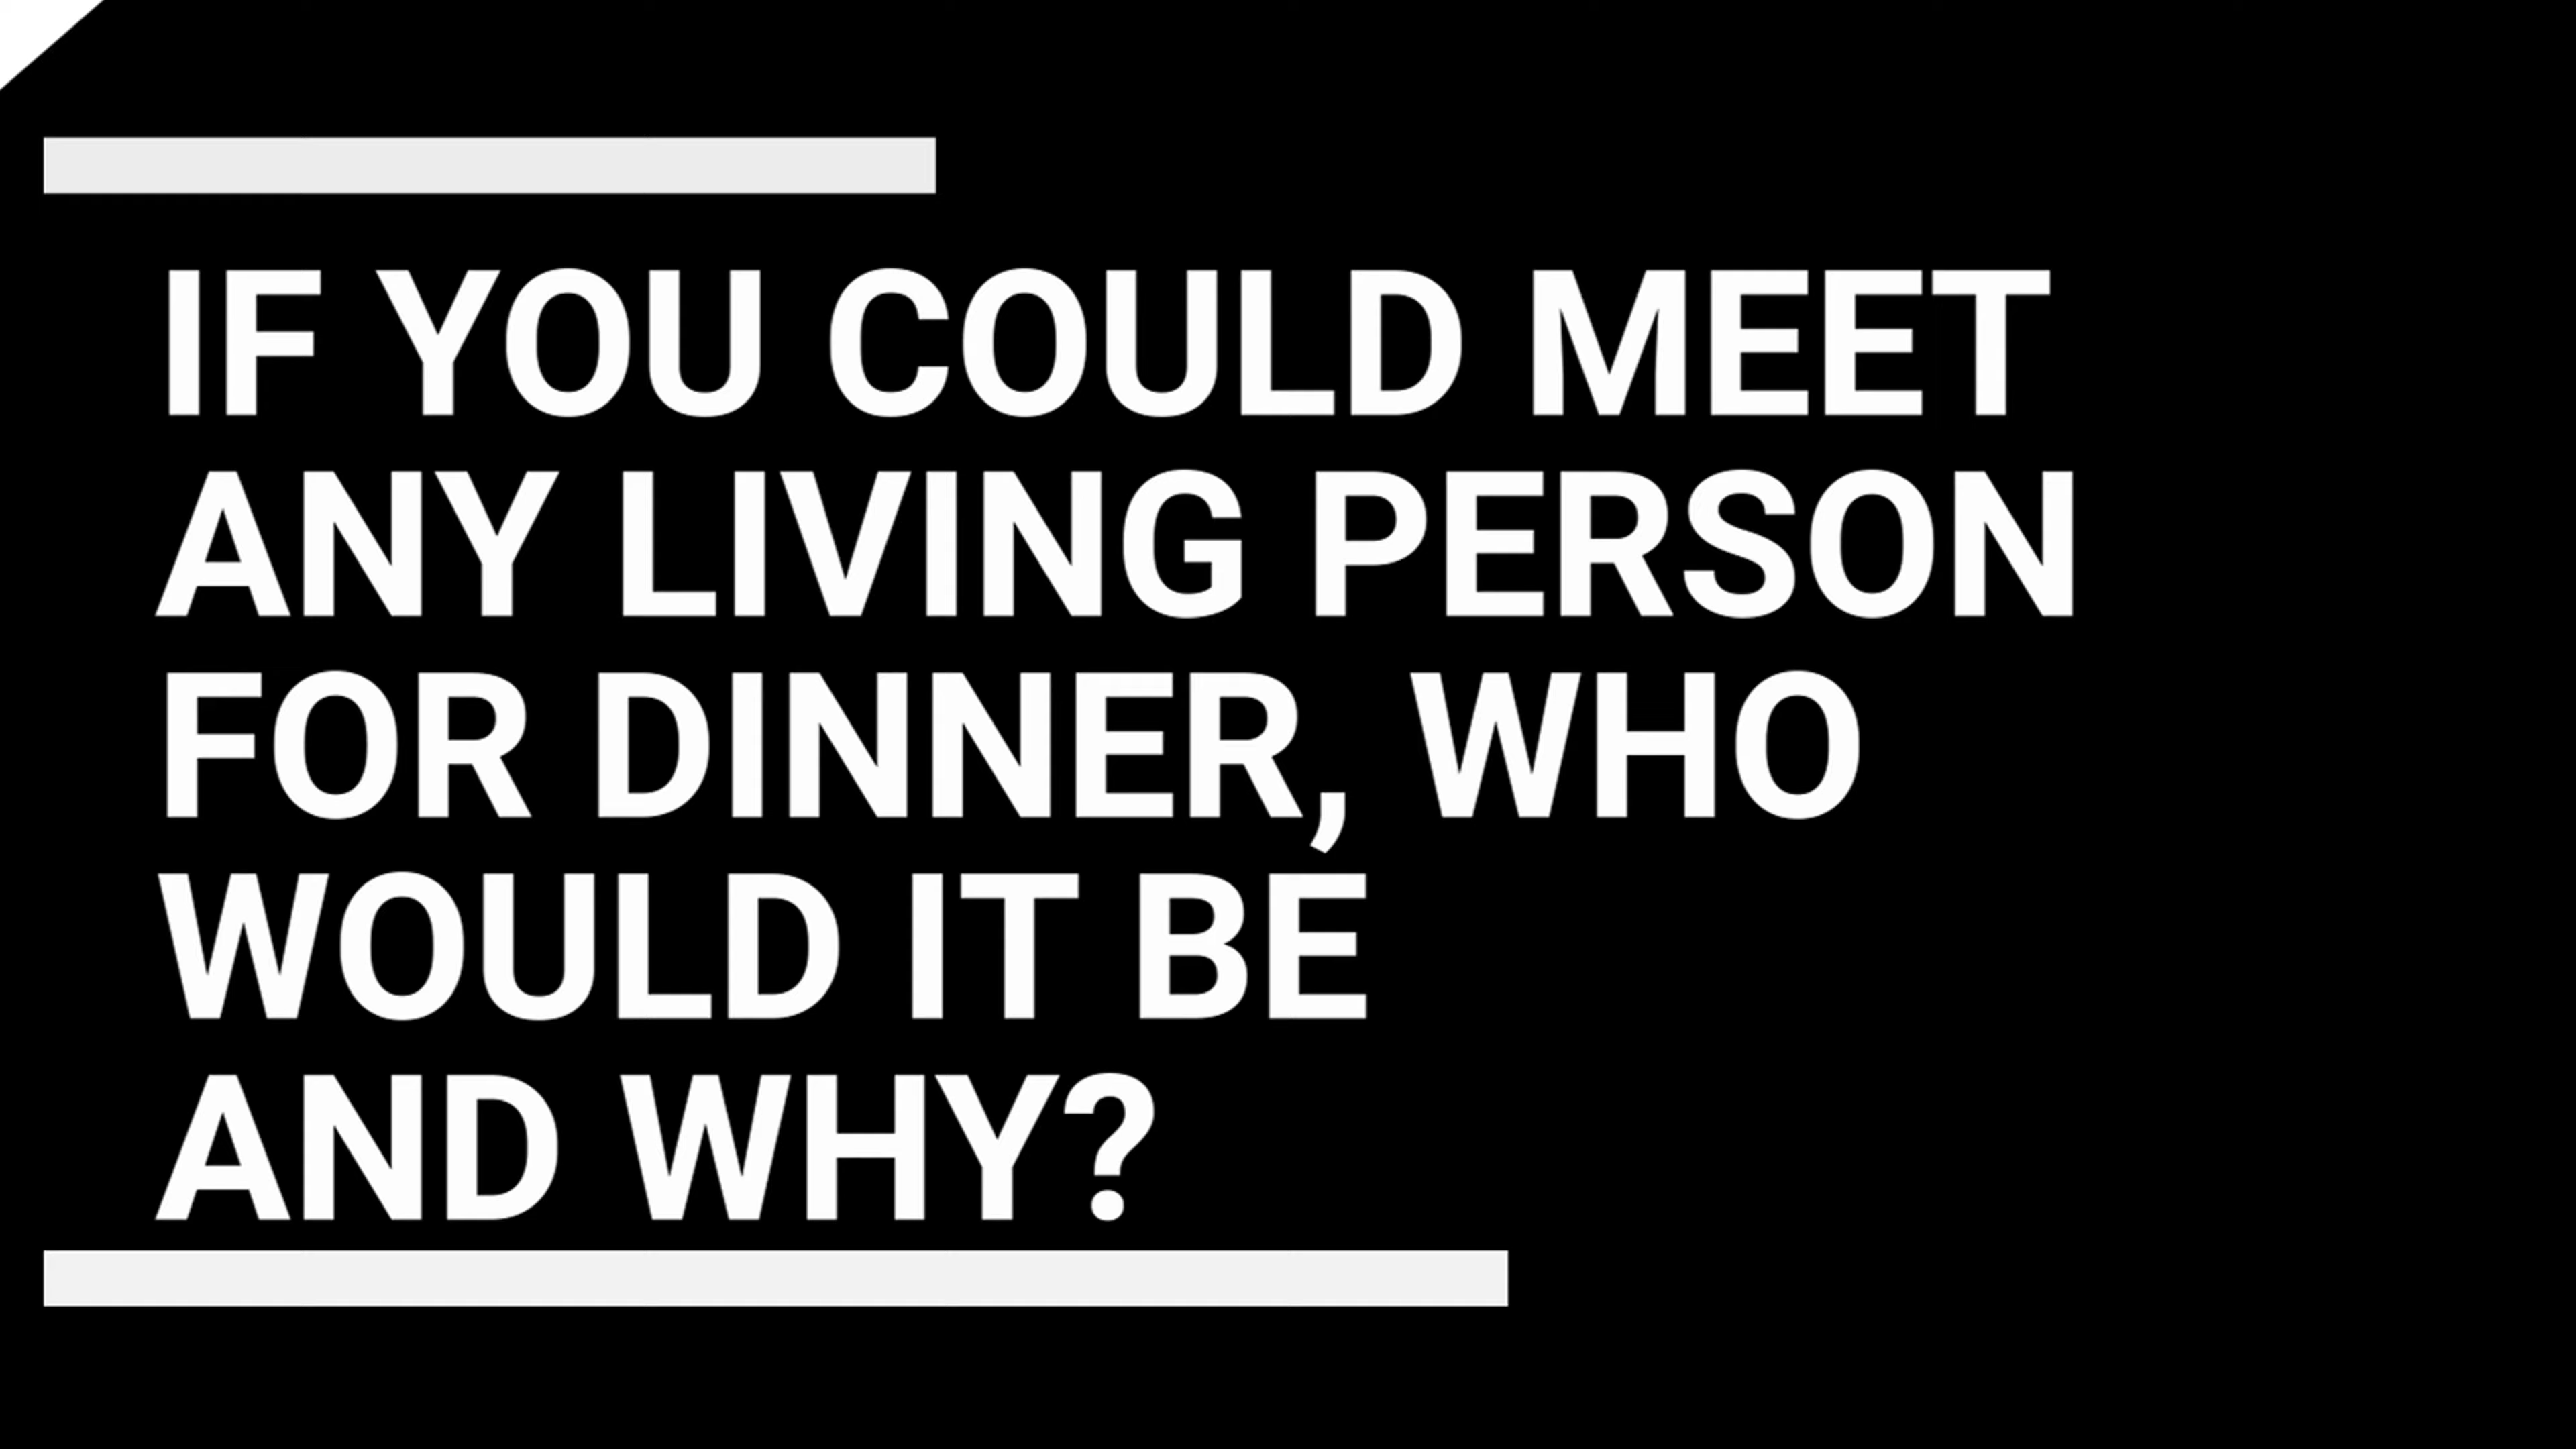 IF YOU COULD MEET
ANY LIVING PERSON
FOR DINNER, WHO
WOULD IT BE
AND WHY?